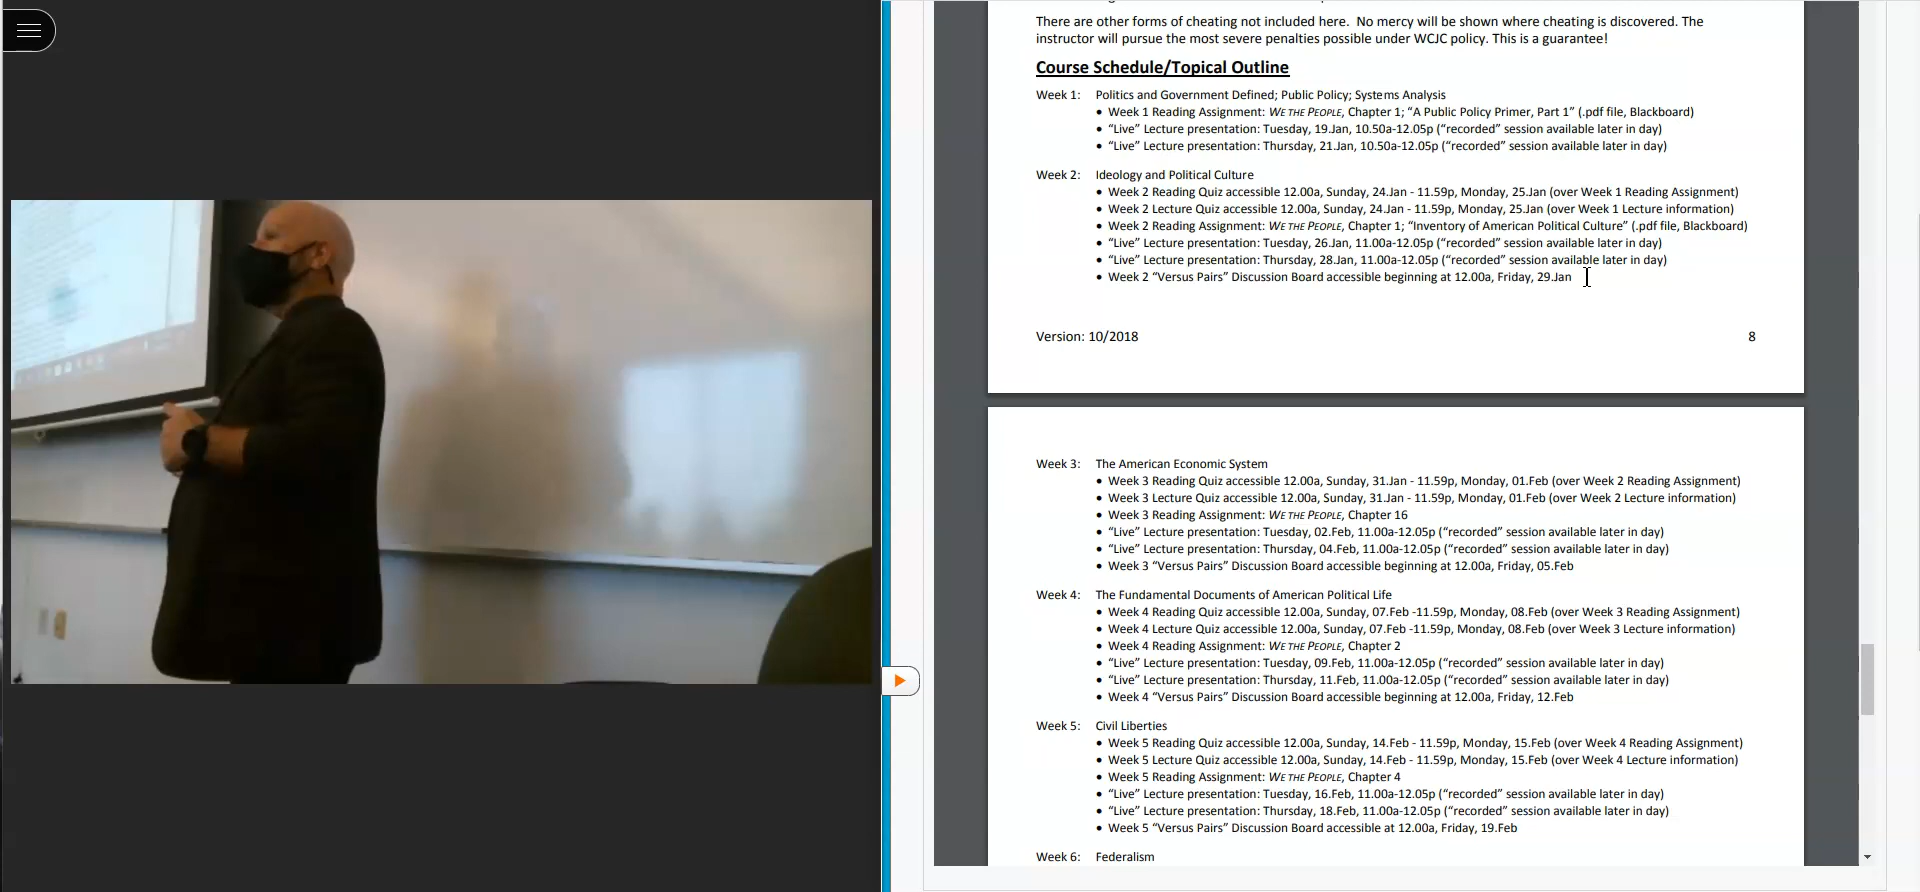 There are other forms of cheating not included here.  No mercy will be shown where cheating is discovered. The
instructor will pursue the most severe penalties possible under WCJC policy. This is a guarantee!
Course Schedule/Topical Outline
Week 1: Politics and Government Defined; Public Policy; Systems Analysis
• Week 1 Reading Assignment: WE THE PEOPLE, Chapter 1; “A Public Policy Primer, Part 1” (.pdf file, Blackboard)
• “Live” Lecture presentation: Tuesday, 19.Jan, 10.50a-12.05p (“recorded” session available later in day)
• “Live” Lecture presentation: Thursday, 21.Jan, 10.50a-12.05p (“recorded” session available later in day)
Week 2: Ideology and Political Culture
• Week 2 Reading Quiz accessible 12.00a, Sunday, 24.Jan - 11.59p, Monday, 25.Jan (over Week 1 Reading Assignment)
• Week 2 Lecture Quiz accessible 12.00a, Sunday, 24.Jan - 11.59p, Monday, 25.Jan (over Week 1 Lecture information)
• Week 2 Reading Assignment: WE THE PEOPLE, Chapter 1; “Inventory of American Political Culture” (.pdf file, Blackboard)
• “Live” Lecture presentation: Tuesday, 26.Jan, 11.00a-12.05p (“recorded” session available later in day)
• “Live” Lecture presentation: Thursday, 28.Jan, 11.00a-12.05p (“recorded” session available later in day)
• Week 2 “Versus Pairs” Discussion Board accessible beginning at 12.00a, Friday, 29.Jan
Version: 10/2018 8
Week 3: The American Economic System
• Week 3 Reading Quiz accessible 12.00a, Sunday, 31.Jan - 11.59p, Monday, 01.Feb (over Week 2 Reading Assignment)
• Week 3 Lecture Quiz accessible 12.00a, Sunday, 31.Jan - 11.59p, Monday, 01.Feb (over Week 2 Lecture information)
• Week 3 Reading Assignment: WE THE PEOPLE, Chapter 16
• “Live” Lecture presentation: Tuesday, 02.Feb, 11.00a-12.05p (“recorded” session available later in day)
• “Live” Lecture presentation: Thursday, 04.Feb, 11.00a-12.05p (“recorded” session available later in day)
• Week 3 “Versus Pairs” Discussion Board accessible beginning at 12.00a, Friday, 05.Feb
Week 4: The Fundamental Documents of American Political Life
• Week 4 Reading Quiz accessible 12.00a, Sunday, 07.Feb -11.59p, Monday, 08.Feb (over Week 3 Reading Assignment)
• Week 4 Lecture Quiz accessible 12.00a, Sunday, 07.Feb -11.59p, Monday, 08.Feb (over Week 3 Lecture information)
• Week 4 Reading Assignment: WE THE PEOPLE, Chapter 2
• “Live” Lecture presentation: Tuesday, 09.Feb, 11.00a-12.05p (“recorded” session available later in day)
• “Live” Lecture presentation: Thursday, 11.Feb, 11.00a-12.05p (“recorded” session available later in day)
• Week 4 “Versus Pairs” Discussion Board accessible beginning at 12.00a, Friday, 12.Feb
Week 5: Civil Liberties
• Week 5 Reading Quiz accessible 12.00a, Sunday, 14.Feb - 11.59p, Monday, 15.Feb (over Week 4 Reading Assignment)
• Week 5 Lecture Quiz accessible 12.00a, Sunday, 14.Feb - 11.59p, Monday, 15.Feb (over Week 4 Lecture information)
• Week 5 Reading Assignment: WE THE PEOPLE, Chapter 4
• “Live” Lecture presentation: Tuesday, 16.Feb, 11.00a-12.05p (“recorded” session available later in day)
• “Live” Lecture presentation: Thursday, 18.Feb, 11.00a-12.05p (“recorded” session available later in day)
• Week 5 “Versus Pairs” Discussion Board accessible at 12.00a, Friday, 19.Feb
Week 6: Federalism